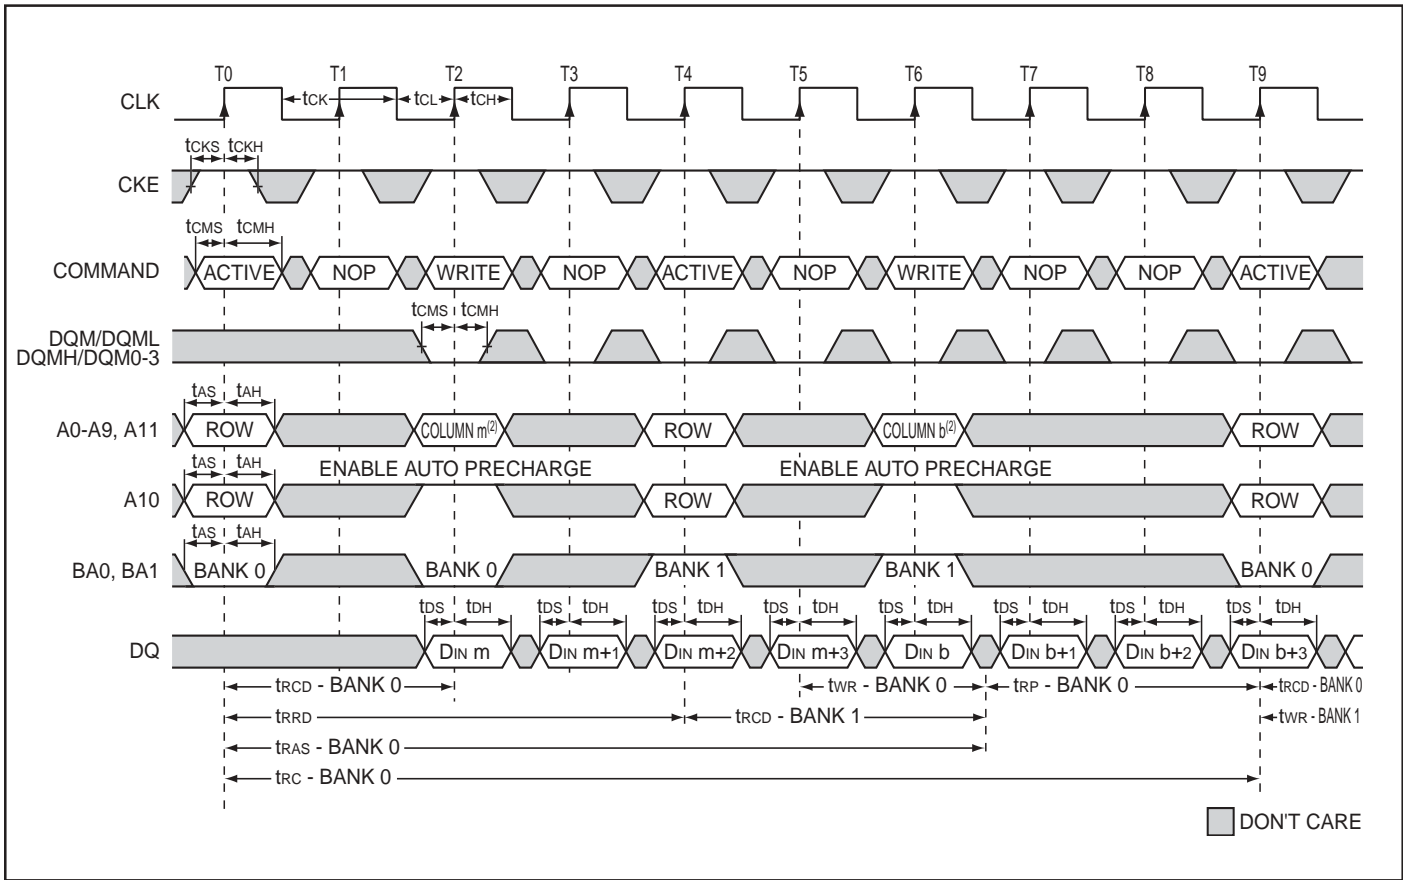 T0 T1 T2 T3 T4 T5 T6 T7 T8 T9
CLK tCK tCL tCH
tCKS tCKH
CKE
tCMS tCMH
COMMAND ACTIVE NOP WRITE NOP ACTIVE NOP WRITE NOP NOP ACTIVE
tCMS tCMH
DQM/DQML
DQMH/DQM0-3
tAS tAH
A0-A9, A11 ROW COLUMN m(2) ROW COLUMN b(2) ROW
tAS tAH ENABLE AUTO PRECHARGE ENABLE AUTO PRECHARGE
A10 ROW ROW ROW
tAS tAH
BA0, BA1 BANK 0 BANK 0 BANK 1 BANK 1 BANK 0
tDS tDH tDS tDH tDS tDH tDS tDH tDS tDH tDS tDH tDS tDH tDS tDH
DQ DIN m DIN m+1 DIN m+2 DIN m+3 DIN b DIN b+1 DIN b+2 DIN b+3
tRCD - BANK 0 tWR - BANK 0 tRP - BANK 0 tRCD - BANK 0
tRRD tRCD - BANK 1 tWR - BANK 1
tRAS - BANK 0
tRC - BANK 0
DON'T CARE